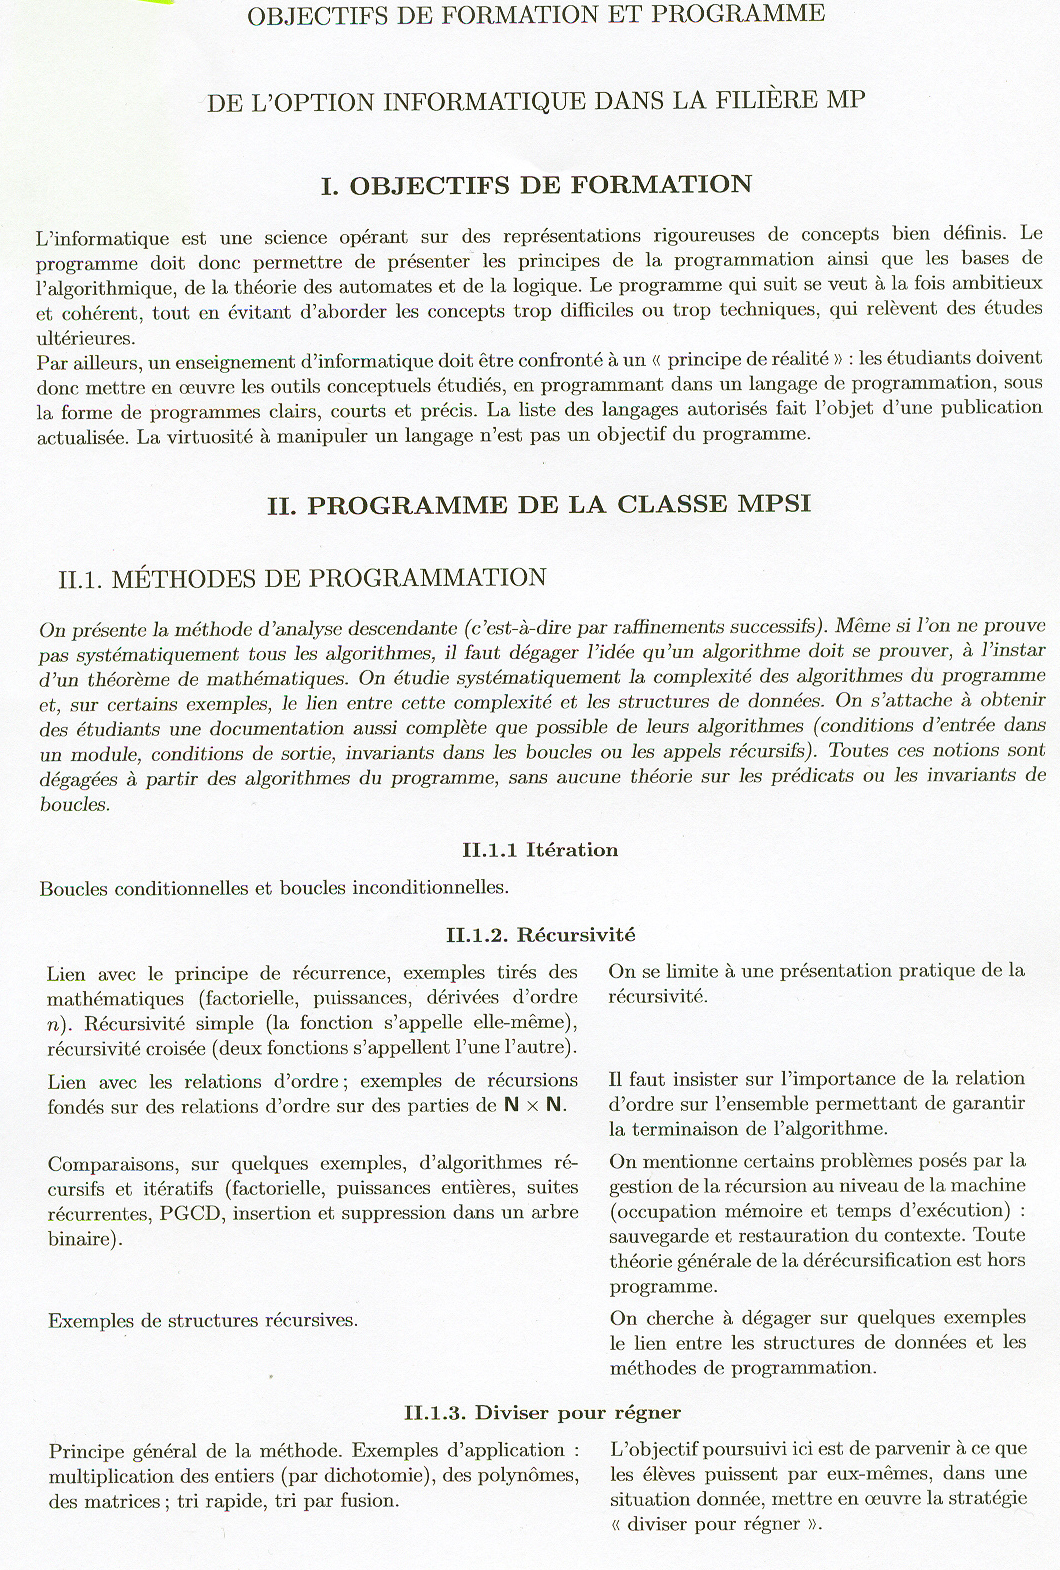 OBJECTIFS DE FORMATION ET PROGRAMME
DE L'OPTION INFORMATIQUE DANS LA FILIÈRE MP
I. OBJECTIFS DE FORMATION
L'informatique est une science opérant sur des représentations rigoureuses de concepts bien définis. Le
programme doit donc permettre de présenter les principes de la programmation ainsi que les bases de
l'algorithmique, de la théorie des automates et de la logique. Le programme qui suit se veut à la fois ambitieux
et cohérent, tout en évitant d'aborder les concepts trop difficiles ou trop techniques, qui relèvent des études
ultérieures.
Par ailleurs, un enseignement d'informatique doit être confronté à un « principe de réalité » : les étudiants doivent
donc mettre en œuvre les outils conceptuels étudiés, en programmant dans un langage de programmation, sous
la forme de programmes clairs, courts et précis. La liste des langages autorisés fait l'objet d'une publication
actualisée. La virtuosité à manipuler un langage n'est pas un objectif du programme.
II. PROGRAMME DE LA CLASSE MPSI
II.1. MÉTHODES DE PROGRAMMATION
On présente la méthode d'analyse descendante (c'est-à-dire par raffinements successifs). Même si l'on ne prouve
pas systématiquement tous les algorithmes, il faut dégager l'idée qu'un algorithme doit se prouver, à l'instar
d'un théorème de mathématiques. On étudie systématiquement la complexité des algorithmes du programme
et, sur certains exemples, le lien entre cette complexité et les structures de données. On s'attache à obtenir
des étudiants une documentation aussi complète que possible de leurs algorithmes (conditions d'entrée dans
un module, conditions de sortie, invariants dans les boucles ou les appels récursifs). Toutes ces notions sont
dégagées à partir des algorithmes du programme, sans aucune théorie sur les prédicats ou les invariants de
boucles.
II.1.1 Itération
Boucles conditionnelles et boucles inconditionnelles.
II.1.2. Récursivité
Lien avec le principe de récurrence, exemples tirés des
mathématiques (factorielle, puissances, dérivées d'ordre
n). Récursivité simple (la fonction s'appelle elle-même),
récursivité croisée (deux fonctions s'appellent l'une l'autre).
On se limite à une présentation pratique de la
récursivité.
Lien avec les relations d'ordre ; exemples de récursions
fondés sur des relations d'ordre sur des parties de N × N.
Il faut insister sur l'importance de la relation
d'ordre sur l'ensemble permettant de garantir
la terminaison de l'algorithme.
Comparaisons, sur quelques exemples, d'algorithmes ré-
cursifs et itératifs (factorielle, puissances entières, suites
récurrentes, PGCD, insertion et suppression dans un arbre
binaire).
On mentionne certains problèmes posés par la
gestion de la récursion au niveau de la machine
(occupation mémoire et temps d'exécution) :
sauvegarde et restauration du contexte. Toute
théorie générale de la dérécursification est hors
programme.
Exemples de structures récursives.
On cherche à dégager sur quelques exemples
le lien entre les structures de données et les
méthodes de programmation.
II.1.3. Diviser pour régner
Principe général de la méthode. Exemples d'application :
multiplication des entiers (par dichotomie), des polynômes,
des matrices ; tri rapide, tri par fusion.
L'objectif poursuivi ici est de parvenir à ce que
les élèves puissent par eux-mêmes, dans une
situation donnée, mettre en œuvre la stratégie
« diviser pour régner ».